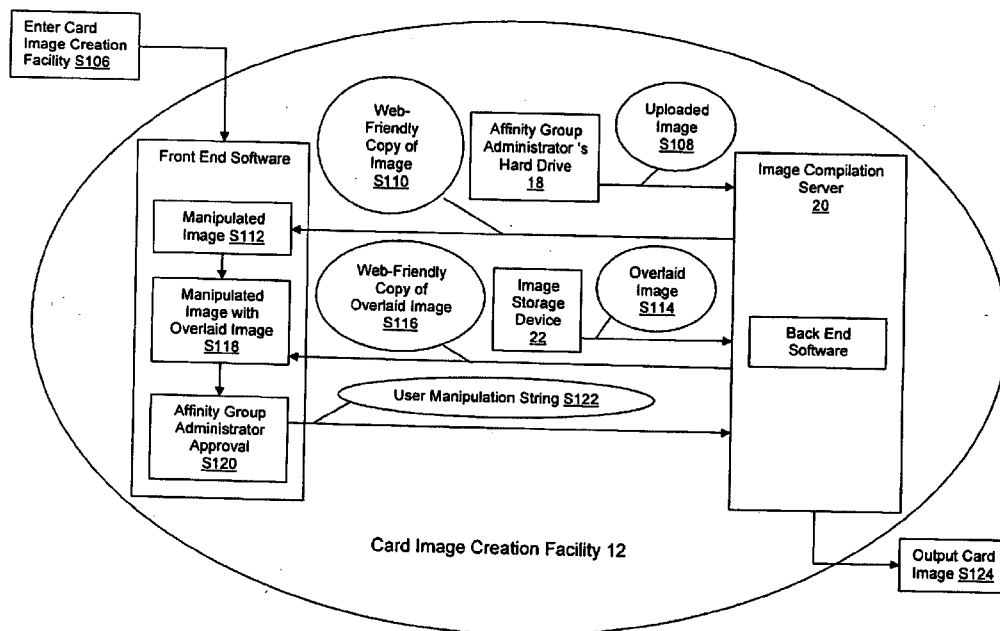 Enter Card
Image Creation
Facility S106
Web-
Friendly
Copy of
Image
S110
Affinity Group
Administrator 's
Hard Drive
18
Uploaded
Image
S108
Front End Software
Image Compilation
Server
20
Manipulated
Image S112
Web-Friendly
Copy of
Overlaid Image
S116
Image
Storage
Device
22
Overlaid
Image
S114
Manipulated
Image with
Overlaid Image
S118
Back End
Software
User Manipulation String S122
Affinity Group
Administrator
Approval
S120
Card Image Creation Facility 12
Output Card
Image S124